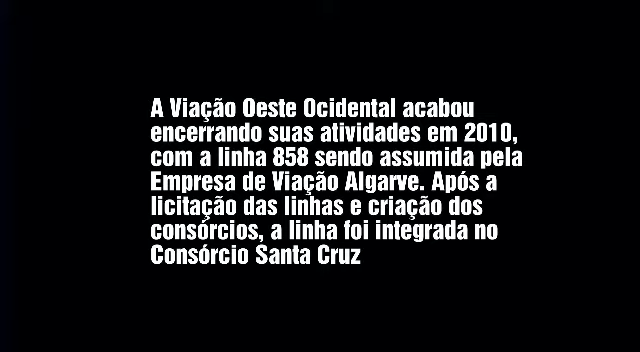 A Viação Oeste Ocidental acabou
encerrando suas atividades em 2010,
com a linha 858 sendo assumida pela
Empresa de Viação Algarve. Após a
licitação das linhas e criação dos
consórcios, a linha foi integrada no
Consórcio Santa Cruz